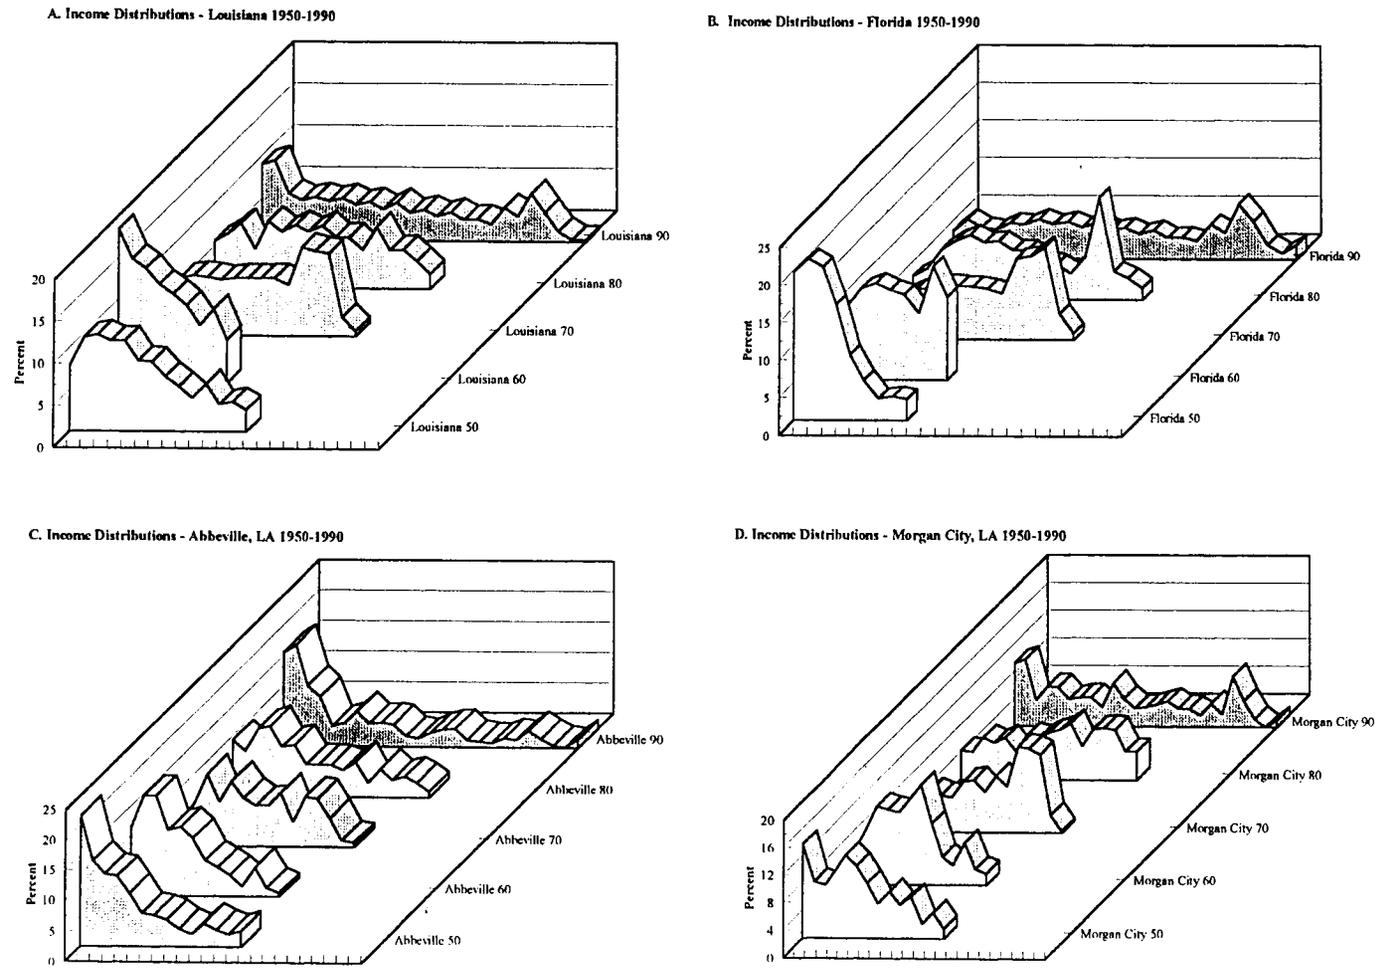 A. Income Distributions - Louisiana 1950-1990
20
15
10
5
0
Percent
Louisiana 90
Louisiana 80
Louisiana 70
Louisiana 60
Louisiana 50
B. Income Distributions - Florida 1950-1990
25
20
15
10
5
0
Percent
Florida 90
Florida 80
Florida 70
Florida 60
Florida 50
C. Income Distributions - Abbeville, LA 1950-1990
25
20
15
10
5
0
Percent
Abbeville 90
Abbeville 80
Abbeville 70
Abbeville 60
Abbeville 50
D. Income Distributions - Morgan City, LA 1950-1990
20
16
12
8
4
0
Percent
Morgan City 90
Morgan City 80
Morgan City 70
Morgan City 60
Morgan City 50